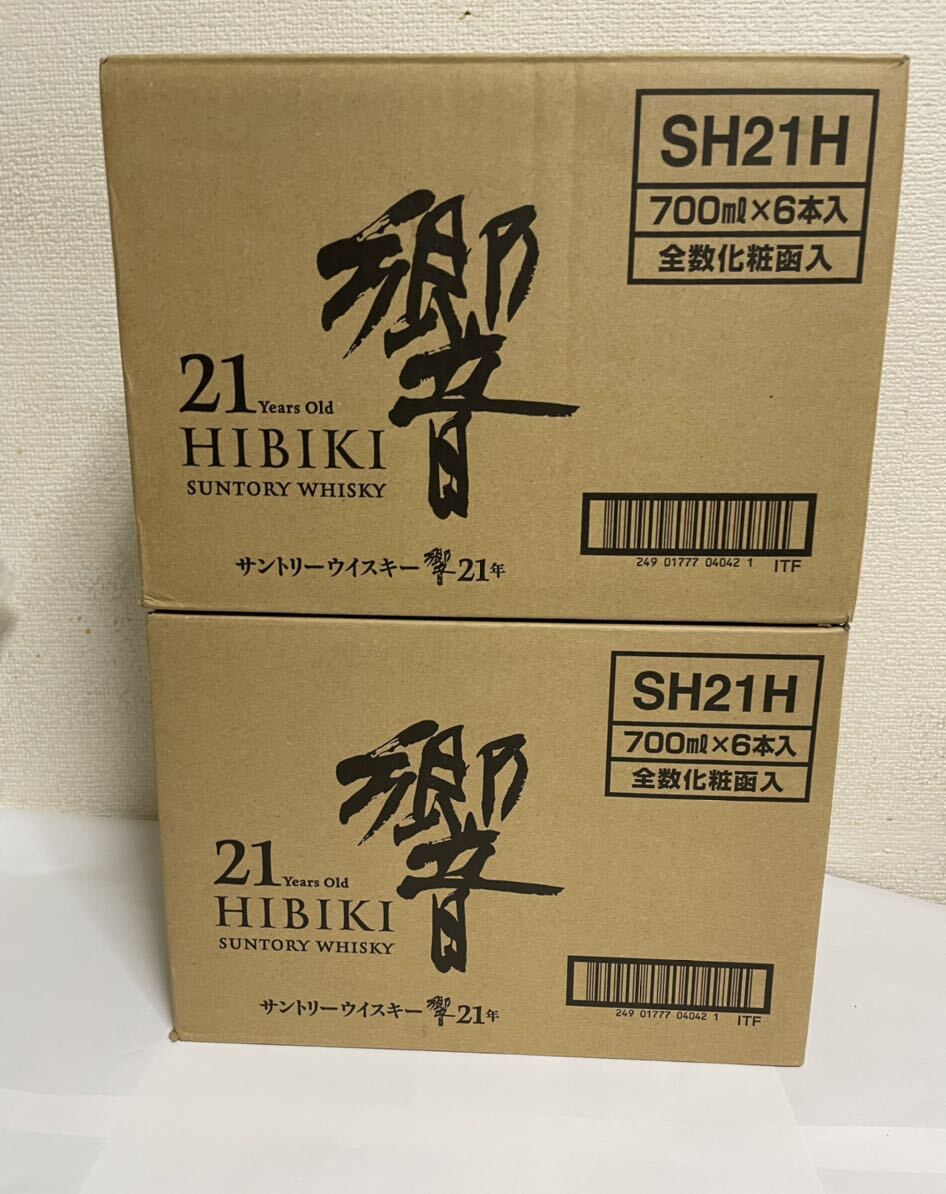 SH21H
700ml×6本入
全数化粧函入
響
21 Years Old
HIBIKI
SUNTORY WHISKY
サントリーウイスキー響21年
249 01777 04042 1 ITF
SH21H
700ml×6本入
全数化粧函入
響
21 Years Old
HIBIKI
SUNTORY WHISKY
サントリーウイスキー響21年
249 01777 04042 1 ITF